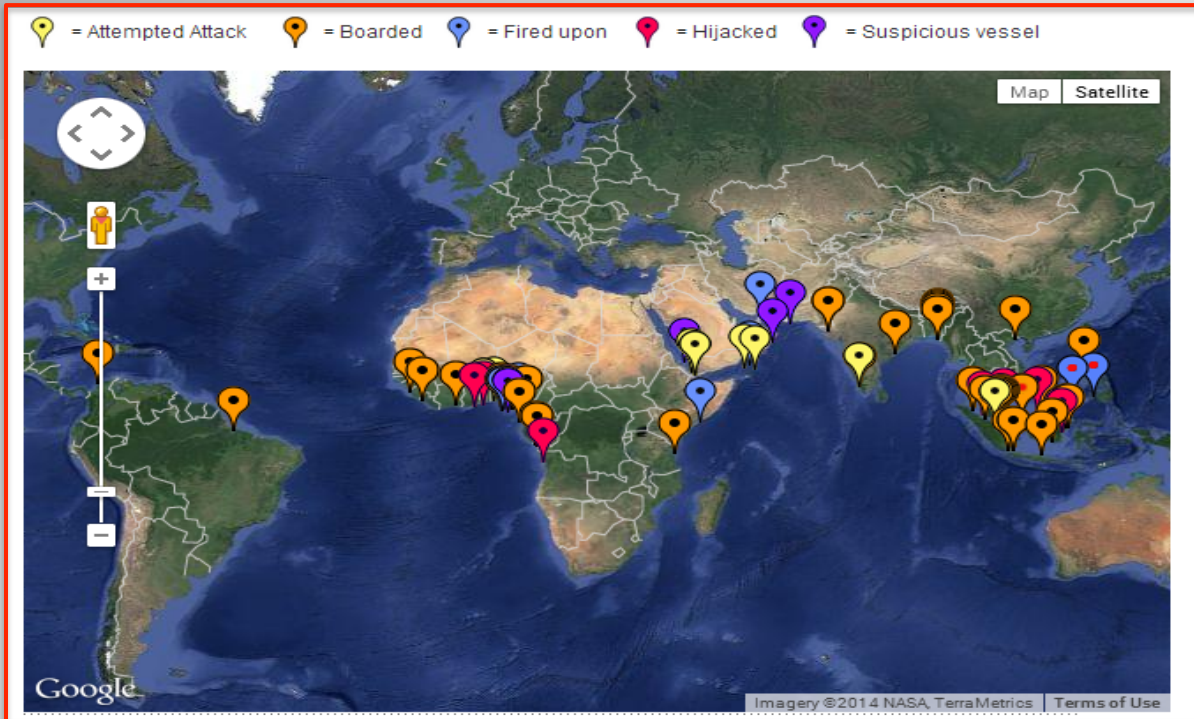 = Attempted Attack = Boarded = Fired upon = Hijacked = Suspicious vessel
Map Satellite
Google
Imagery ©2014 NASA, TerraMetrics Terms of Use